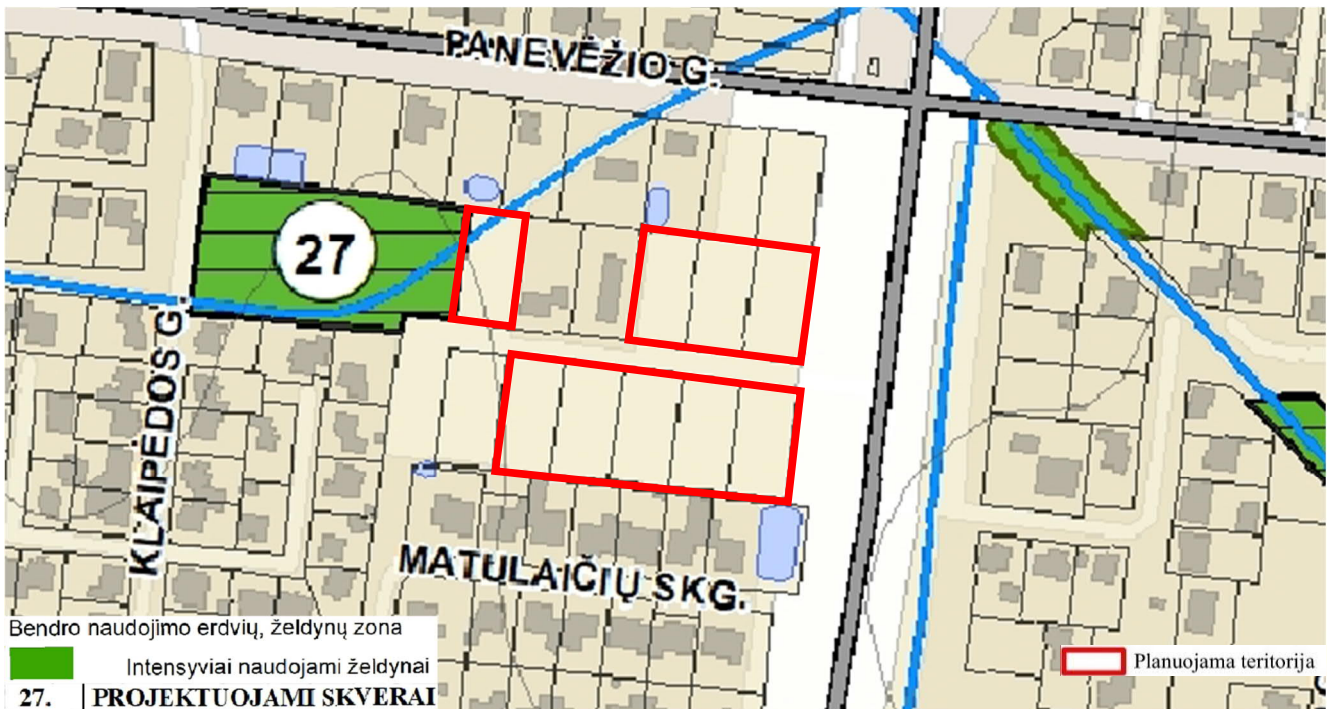 PANEVĖŽIO G.
27
KLAIPĖDOS G.
MATULAIČIŲ SKG.
Bendro naudojimo erdvių, želdynų zona
Intensyviai naudojami želdynai
27. PROJEKTUOJAMI SKVERAI
Planuojama teritorija